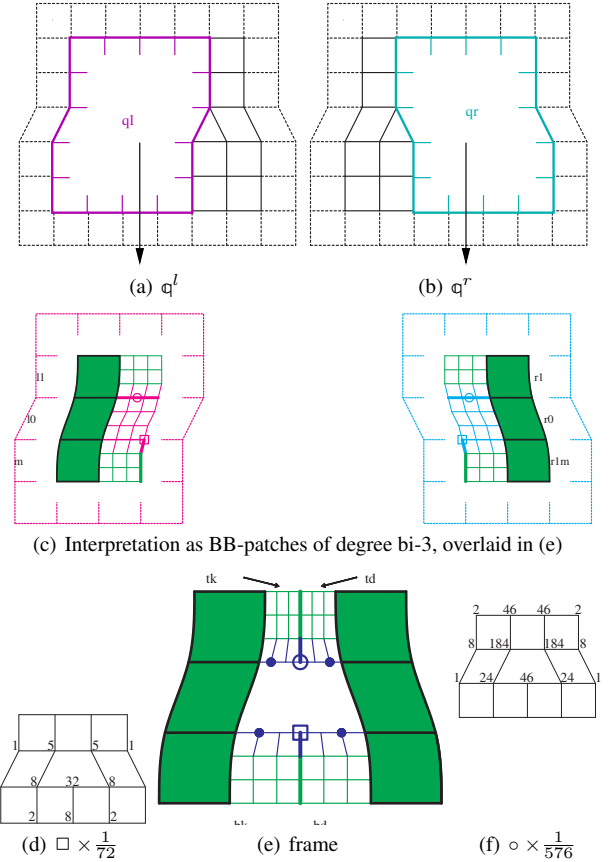 ql
qr
(a) q^l
(b) q^r
l1
r1
l0
r0
m
r1m
(c) Interpretation as BB-patches of degree bi-3, overlaid in (e)
tk
td
2 46 46 2
8 184 184 8
1 24 46 24 1
1 5 5 1
8 32 8
2 8 2
(d) □ × 1/72
(e) frame
(f) ○ × 1/576